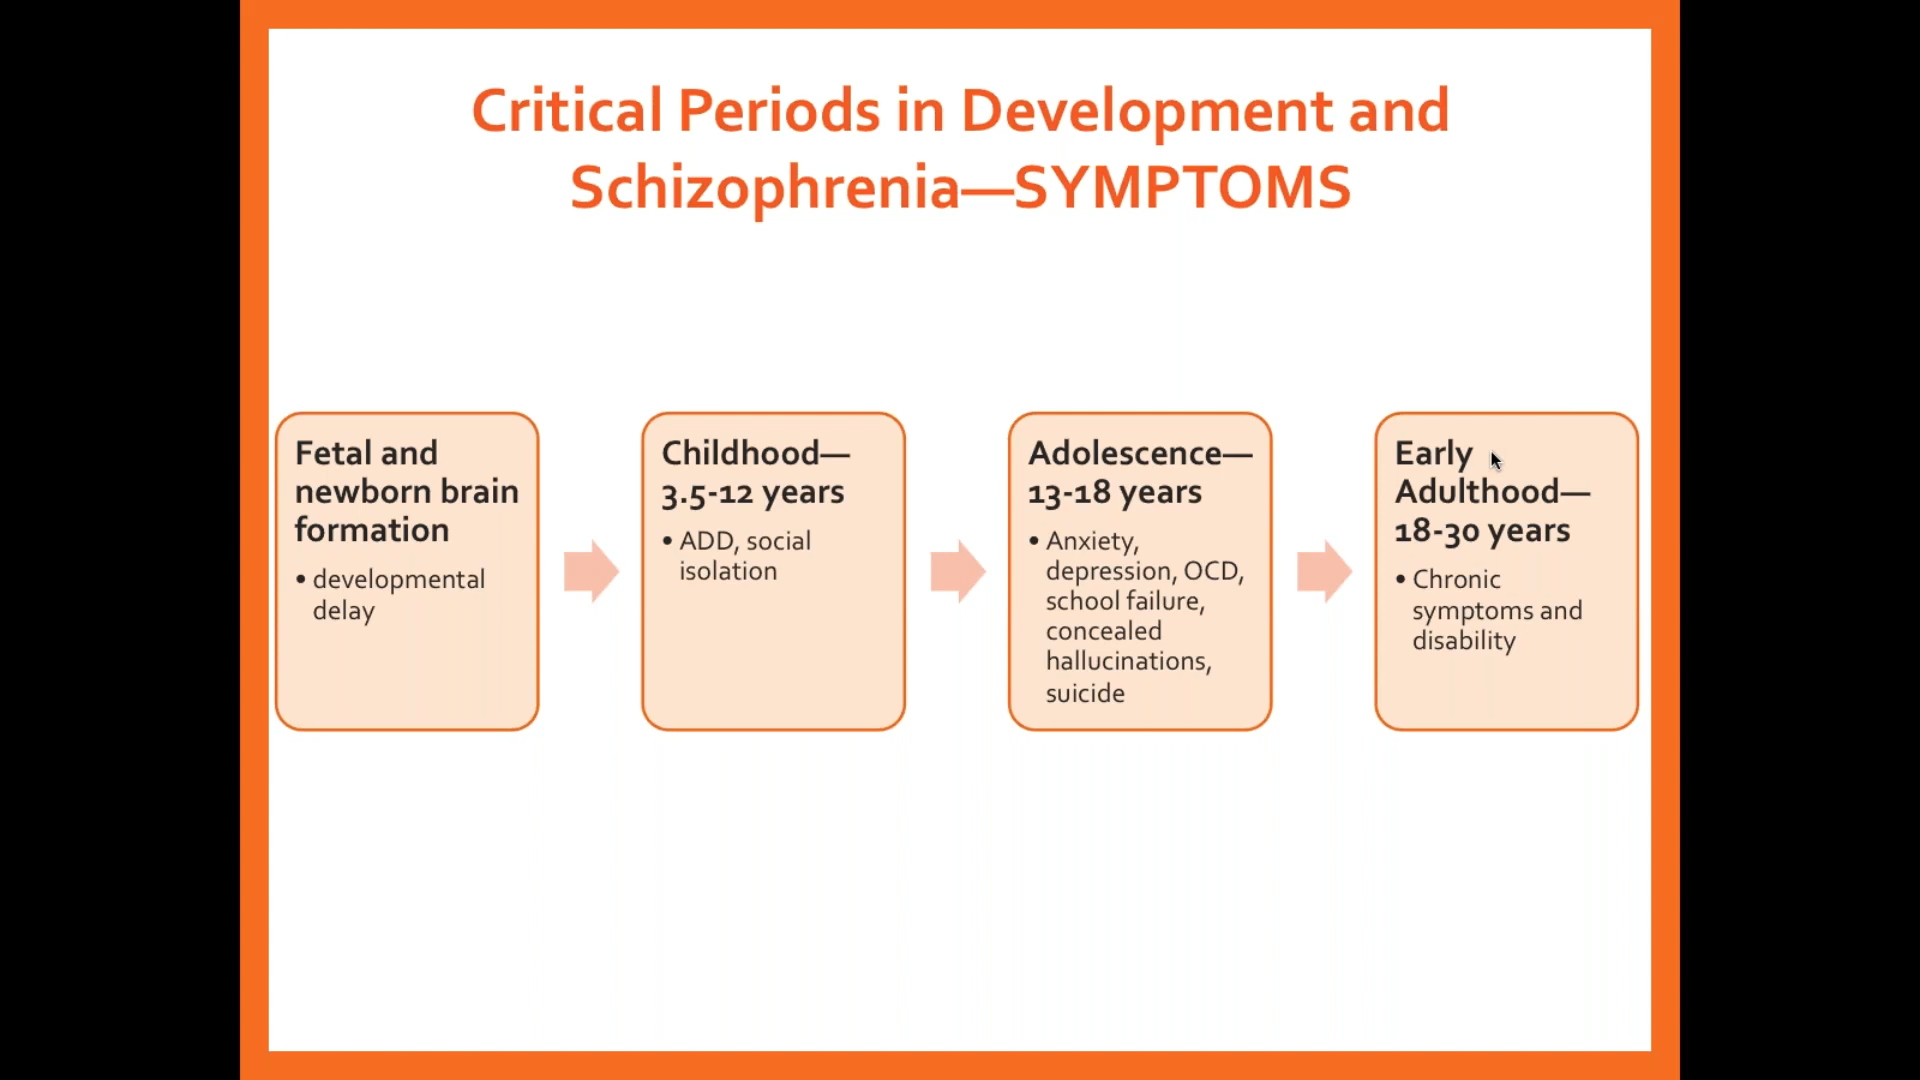 Critical Periods in Development and
Schizophrenia—SYMPTOMS
Fetal and
newborn brain
formation
• developmental
delay
Childhood—
3.5-12 years
• ADD, social
isolation
Adolescence—
13-18 years
• Anxiety,
depression, OCD,
school failure,
concealed
hallucinations,
suicide
Early
Adulthood—
18-30 years
• Chronic
symptoms and
disability